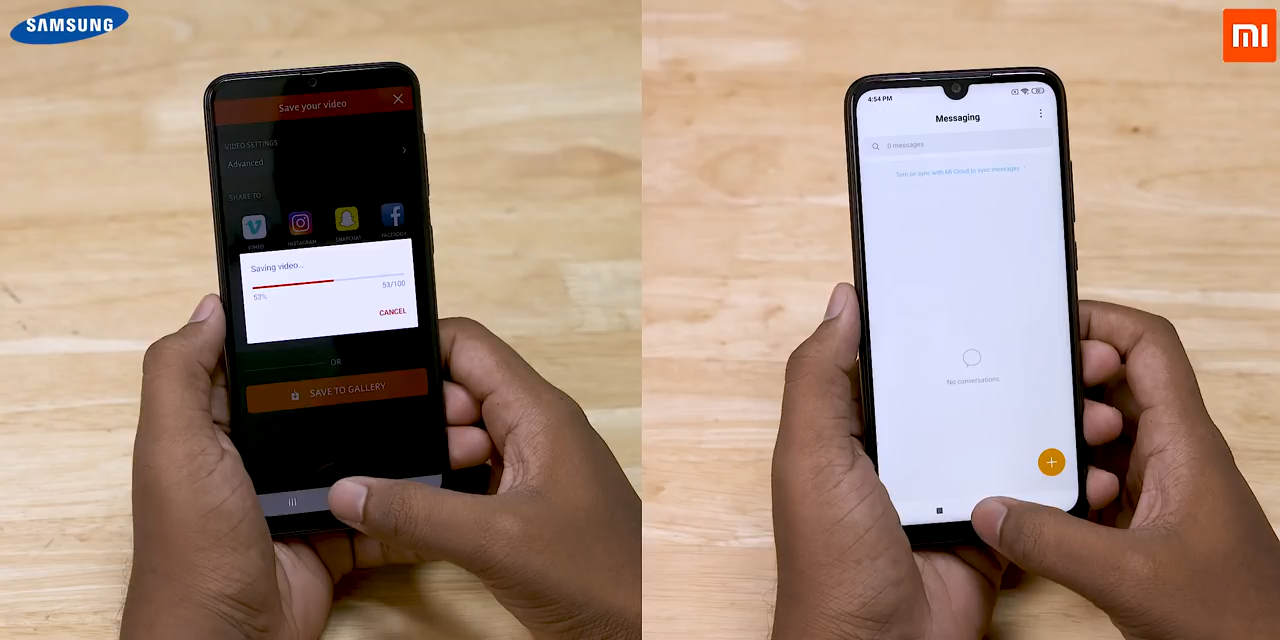 SAMSUNG
Save your video
VIDEO SETTINGS
Advanced
SHARE TO
VIMEO
INSTAGRAM
SNAPCHAT
FACEBOOK
Saving video...
53%
53/100
CANCEL
OR
SAVE TO GALLERY
mi
4:54 PM
Messaging
0 messages
Turn on sync with Mi Cloud to sync messages
No conversations